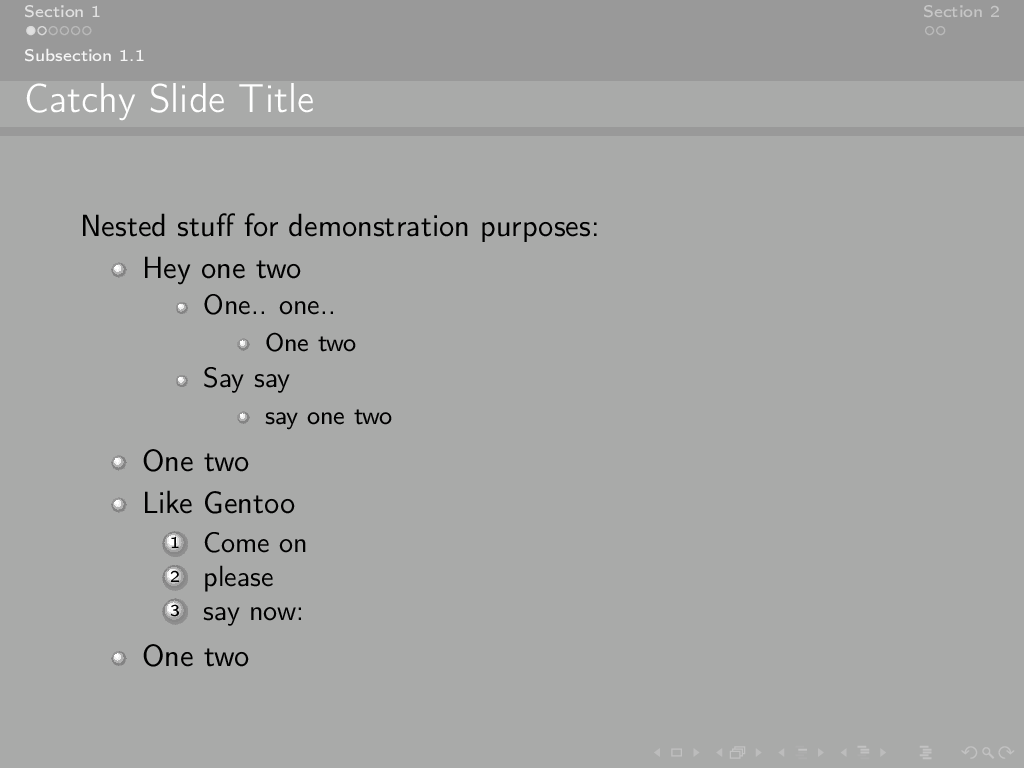 Section 1
Section 2
Subsection 1.1
Catchy Slide Title
Nested stuff for demonstration purposes:
Hey one two
One.. one..
One two
Say say
say one two
One two
Like Gentoo
1 Come on
2 please
3 say now:
One two